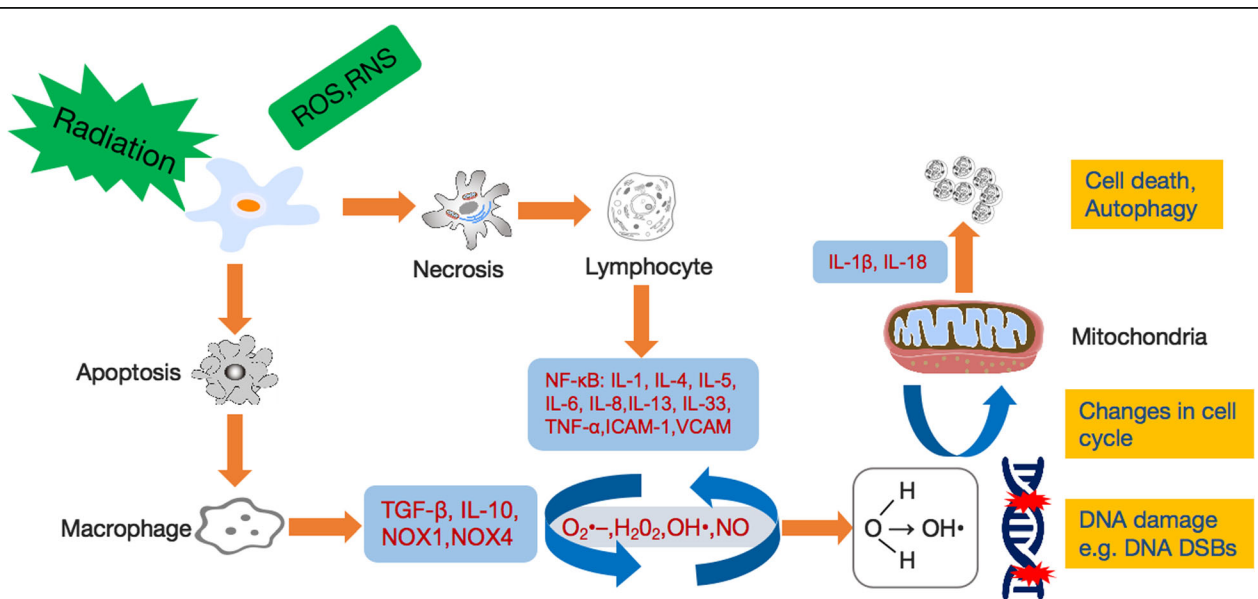 Radiation
ROS,RNS
Necrosis
Lymphocyte
IL-1β, IL-18
Cell death,
Autophagy
Mitochondria
Apoptosis
NF-κB: IL-1, IL-4, IL-5,
IL-6, IL-8,IL-13, IL-33,
TNF-α,ICAM-1,VCAM
Changes in cell
cycle
Macrophage
TGF-β, IL-10,
NOX1,NOX4
O₂•−,H₂0₂,OH•,NO
H
O → OH•
H
DNA damage
e.g. DNA DSBs